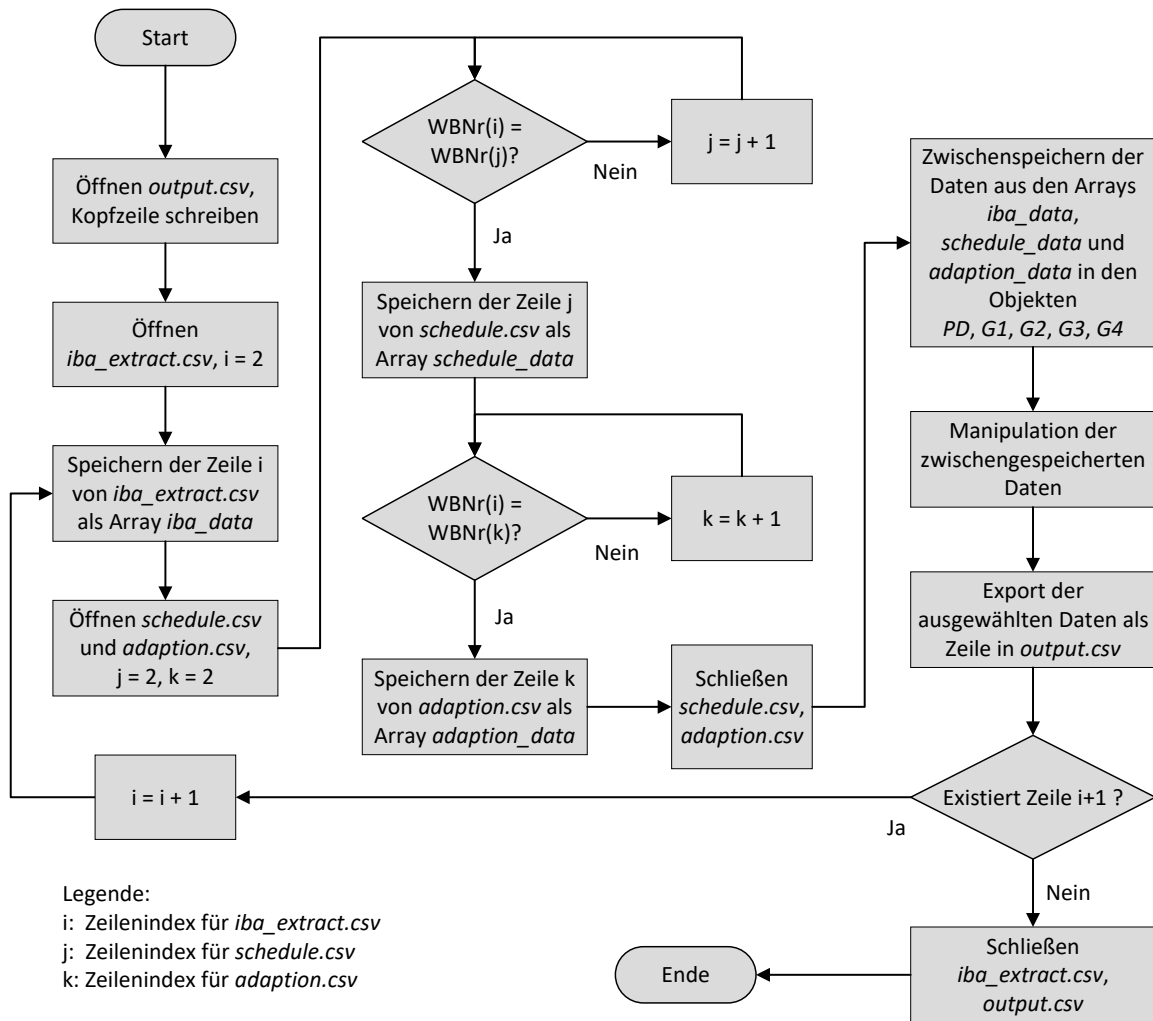 Start
Öffnen output.csv,
Kopfzeile schreiben
Öffnen
iba_extract.csv, i = 2
Speichern der Zeile i
von iba_extract.csv
als Array iba_data
Öffnen schedule.csv
und adaption.csv,
j = 2, k = 2
WBNr(i) =
WBNr(j)?
Nein
j = j + 1
Ja
Speichern der Zeile j
von schedule.csv als
Array schedule_data
WBNr(i) =
WBNr(k)?
Nein
k = k + 1
Ja
Speichern der Zeile k
von adaption.csv als
Array adaption_data
Schließen
schedule.csv,
adaption.csv
Zwischenspeichern der
Daten aus den Arrays
iba_data,
schedule_data und
adaption_data in den
Objekten
PD, G1, G2, G3, G4
Manipulation der
zwischengespeicherten
Daten
Export der
ausgewählten Daten als
Zeile in output.csv
Existiert Zeile i+1 ?
Ja
i = i + 1
Nein
Schließen
iba_extract.csv,
output.csv
Ende
Legende:
i: Zeilenindex für iba_extract.csv
j: Zeilenindex für schedule.csv
k: Zeilenindex für adaption.csv